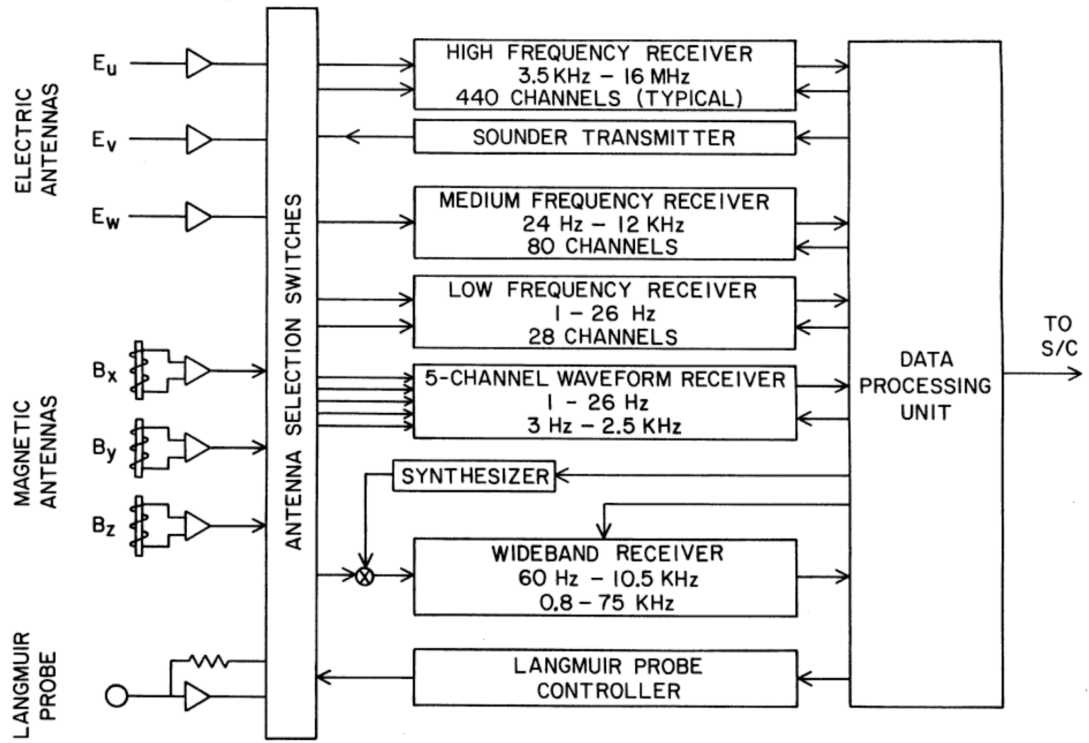 ELECTRIC
ANTENNAS
Eu
Ev
Ew
MAGNETIC
ANTENNAS
Bx
By
Bz
LANGMUIR
PROBE
ANTENNA SELECTION SWITCHES
HIGH FREQUENCY RECEIVER
3.5 KHz – 16 MHz
440 CHANNELS (TYPICAL)
SOUNDER TRANSMITTER
MEDIUM FREQUENCY RECEIVER
24 Hz – 12 KHz
80 CHANNELS
LOW FREQUENCY RECEIVER
1 – 26 Hz
28 CHANNELS
5-CHANNEL WAVEFORM RECEIVER
1 – 26 Hz
3 Hz – 2.5 KHz
SYNTHESIZER
WIDEBAND RECEIVER
60 Hz – 10.5 KHz
0.8 – 75 KHz
LANGMUIR PROBE
CONTROLLER
DATA
PROCESSING
UNIT
TO
S/C